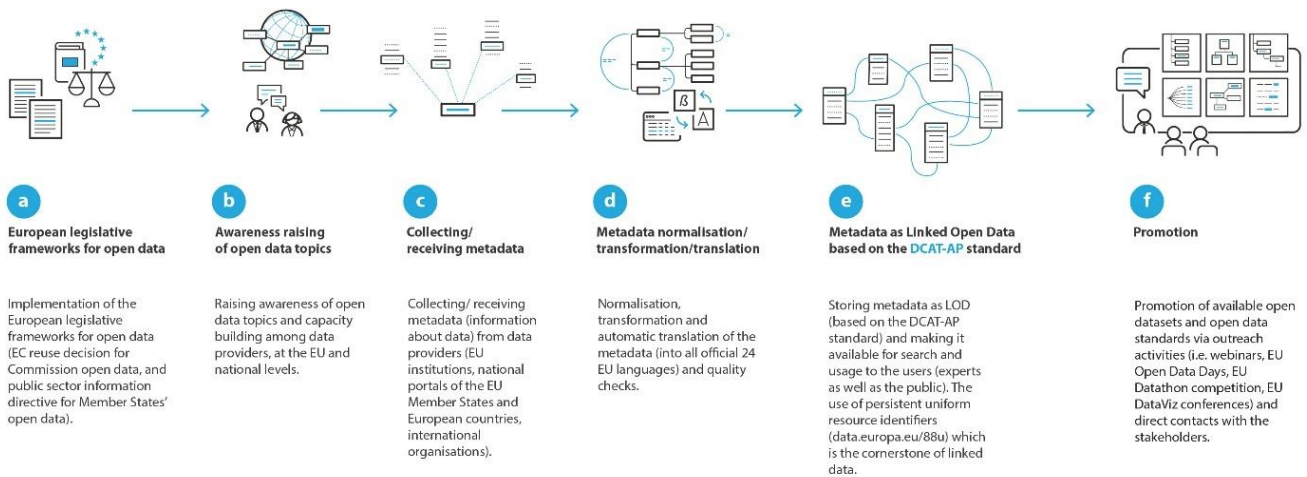 ß
A
a
European legislative
frameworks for open data
Implementation of the
European legislative
frameworks for open data
(EC reuse decision for
Commission open data, and
public sector information
directive for Member States'
open data).
b
Awareness raising
of open data topics
Raising awareness of open
data topics and capacity
building among data
providers, at the EU and
national levels.
c
Collecting/
receiving metadata
Collecting/ receiving
metadata (information
about data) from data
providers (EU
institutions, national
portals of the EU
Member States and
European countries,
international
organisations).
d
Metadata normalisation/
transformation/translation
Normalisation,
transformation and
automatic translation of the
metadata (into all official 24
EU languages) and quality
checks.
e
Metadata as Linked Open Data
based on the DCAT-AP standard
Storing metadata as LOD
(based on the DCAT-AP
standard) and making it
available for search and
usage to the users (experts
as well as the public). The
use of persistent uniform
resource identifiers
(data.europa.eu/88u) which
is the cornerstone of linked
data.
f
Promotion
Promotion of available open
datasets and open data
standards via outreach
activities (i.e. webinars, EU
Open Data Days, EU
Datathon competition, EU
DataViz conferences) and
direct contacts with the
stakeholders.